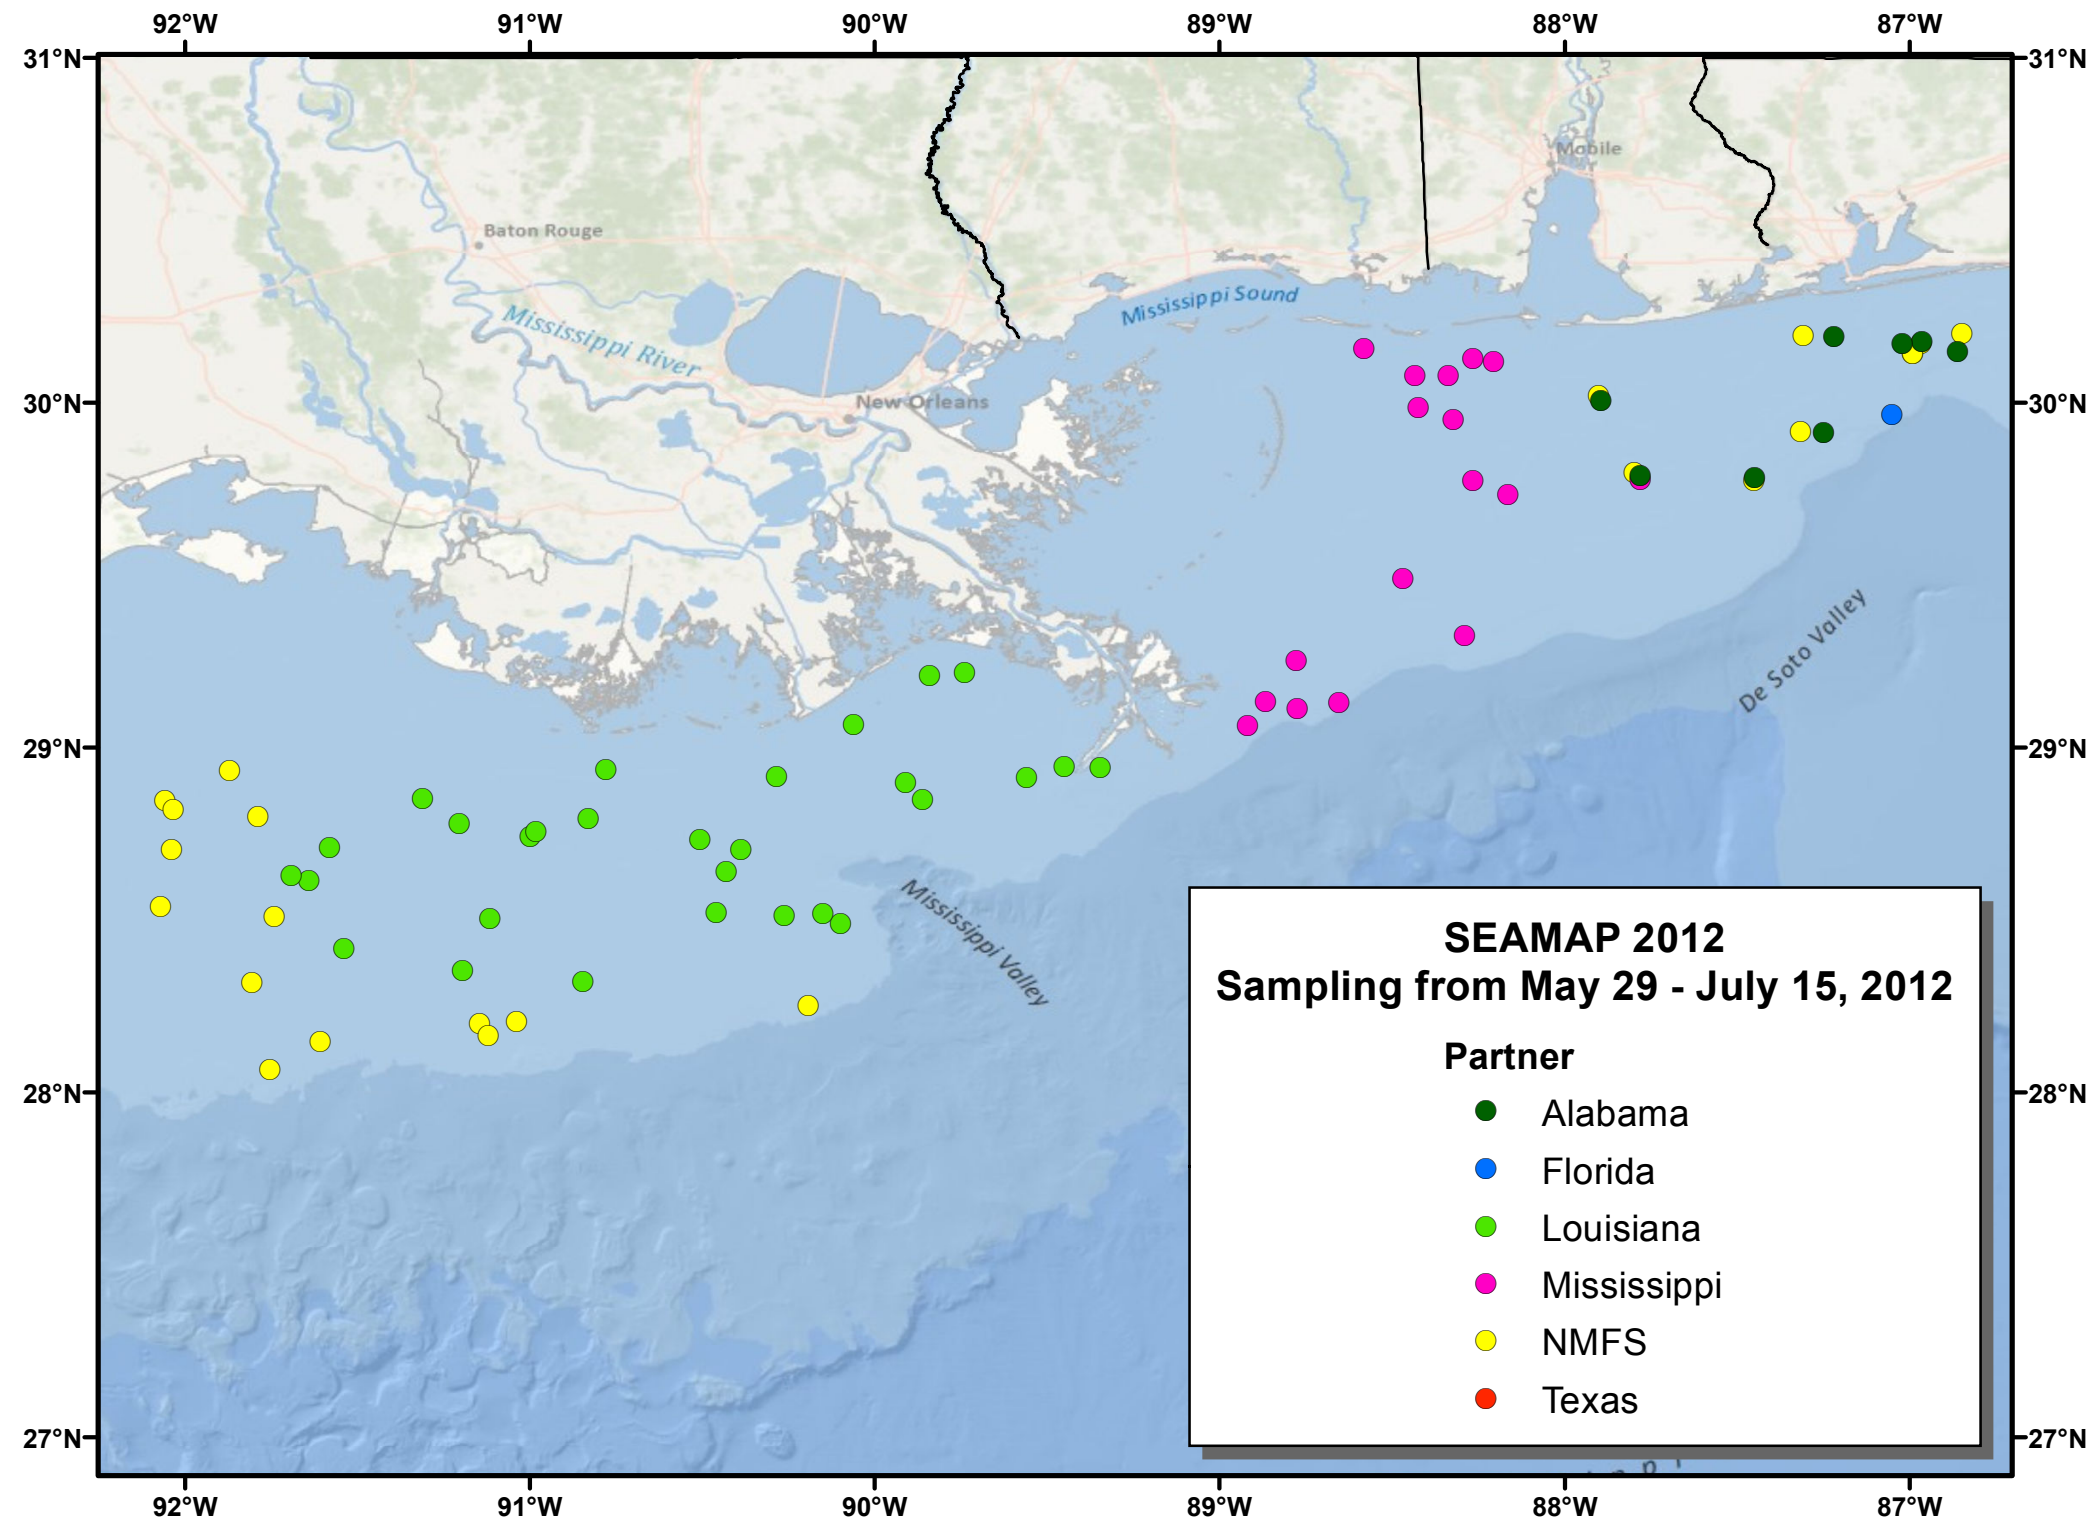 92°W 91°W 90°W 89°W 88°W 87°W
31°N 31°N
Mobile
Baton Rouge
Mississippi Sound
Mississippi River
30°N New Orleans 30°N
De Soto Valley
29°N 29°N
Mississippi Valley
SEAMAP 2012
Sampling from May 29 - July 15, 2012
Partner
28°N 28°N
Alabama
Florida
Louisiana
Mississippi
NMFS
Texas
27°N 27°N
92°W 91°W 90°W 89°W 88°W 87°W